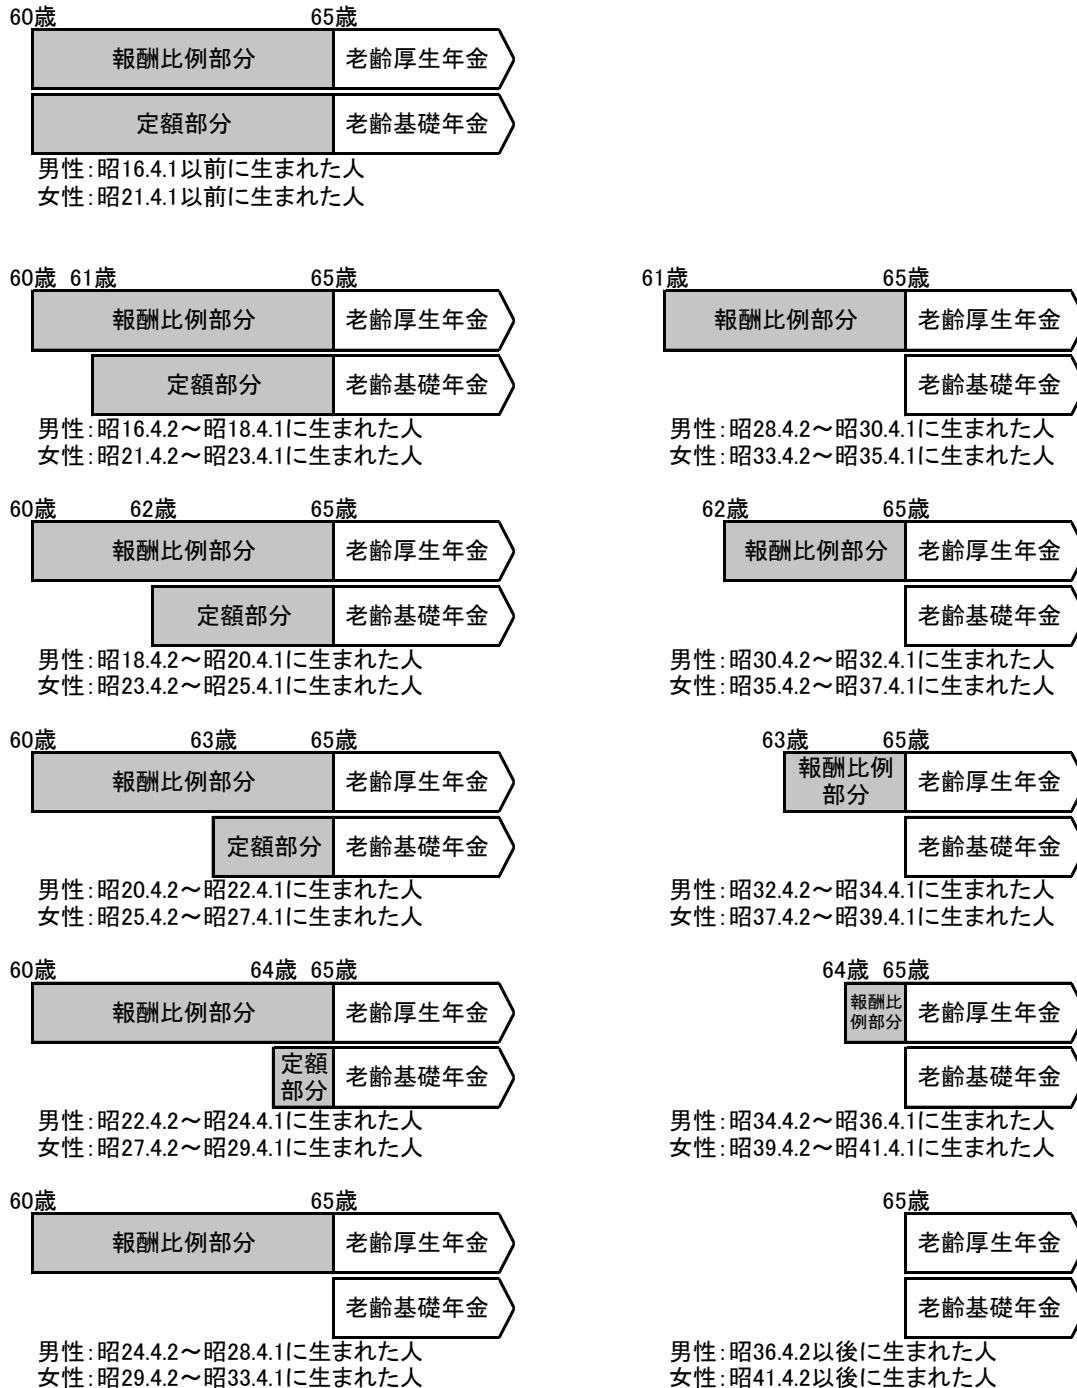 60歳 65歳
報酬比例部分 老齢厚生年金
定額部分 老齢基礎年金
男性:昭16.4.1以前に生まれた人
女性:昭21.4.1以前に生まれた人
60歳 61歳 65歳
報酬比例部分 老齢厚生年金
定額部分 老齢基礎年金
男性:昭16.4.2～昭18.4.1に生まれた人
女性:昭21.4.2～昭23.4.1に生まれた人
60歳 62歳 65歳
報酬比例部分 老齢厚生年金
定額部分 老齢基礎年金
男性:昭18.4.2～昭20.4.1に生まれた人
女性:昭23.4.2～昭25.4.1に生まれた人
60歳 63歳 65歳
報酬比例部分 老齢厚生年金
定額部分 老齢基礎年金
男性:昭20.4.2～昭22.4.1に生まれた人
女性:昭25.4.2～昭27.4.1に生まれた人
60歳 64歳 65歳
報酬比例部分 老齢厚生年金
定額
部分 老齢基礎年金
男性:昭22.4.2～昭24.4.1に生まれた人
女性:昭27.4.2～昭29.4.1に生まれた人
60歳 65歳
報酬比例部分 老齢厚生年金
老齢基礎年金
男性:昭24.4.2～昭28.4.1に生まれた人
女性:昭29.4.2～昭33.4.1に生まれた人
61歳 65歳
報酬比例部分 老齢厚生年金
老齢基礎年金
男性:昭28.4.2～昭30.4.1に生まれた人
女性:昭33.4.2～昭35.4.1に生まれた人
62歳 65歳
報酬比例部分 老齢厚生年金
老齢基礎年金
男性:昭30.4.2～昭32.4.1に生まれた人
女性:昭35.4.2～昭37.4.1に生まれた人
63歳 65歳
報酬比例
部分 老齢厚生年金
老齢基礎年金
男性:昭32.4.2～昭34.4.1に生まれた人
女性:昭37.4.2～昭39.4.1に生まれた人
64歳 65歳
報酬比
例部分 老齢厚生年金
老齢基礎年金
男性:昭34.4.2～昭36.4.1に生まれた人
女性:昭39.4.2～昭41.4.1に生まれた人
65歳
老齢厚生年金
老齢基礎年金
男性:昭36.4.2以後に生まれた人
女性:昭41.4.2以後に生まれた人